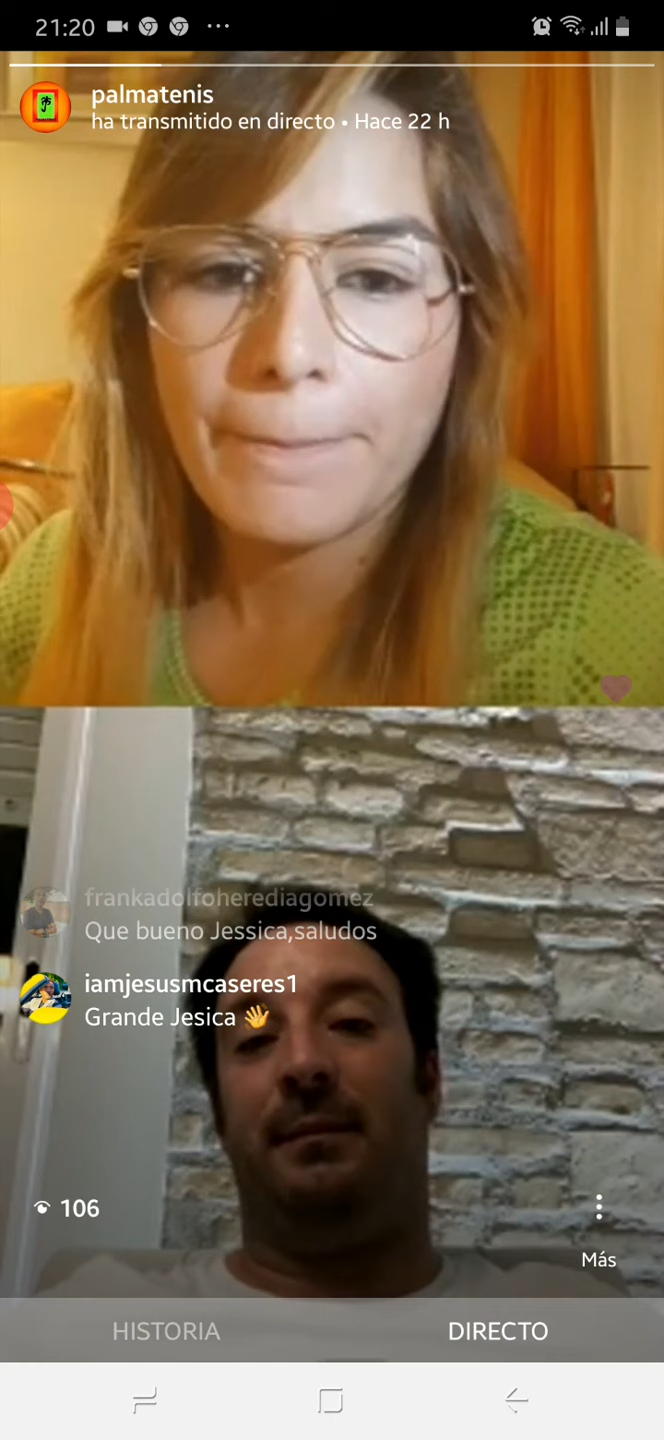 21:20
palmatenis
ha transmitido en directo • Hace 22 h
frankadolfoherediagomez
Que bueno Jessica,saludos
iamjesusmcaseres1
Grande Jesica 👋
106
Más
HISTORIA
DIRECTO